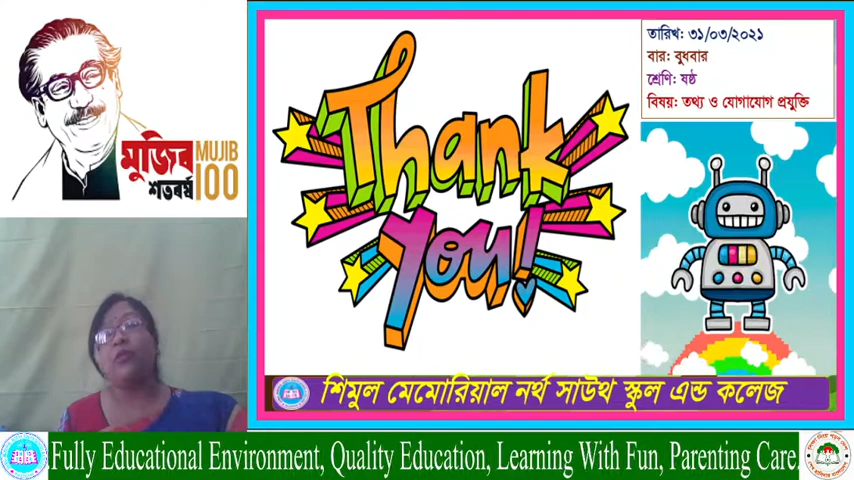 মুজিব
শতবর্ষ
MUJIB
100
Thank
you!
তারিখ: ৩১/০৩/২০২১
বার: বুধবার
শ্রেণি: ষষ্ঠ
বিষয়: তথ্য ও যোগাযোগ প্রযুক্তি
শিমুল মেমোরিয়াল নর্থ সাউথ স্কুল এন্ড কলেজ
Fully Educational Environment, Quality Education, Learning With Fun, Parenting Care.